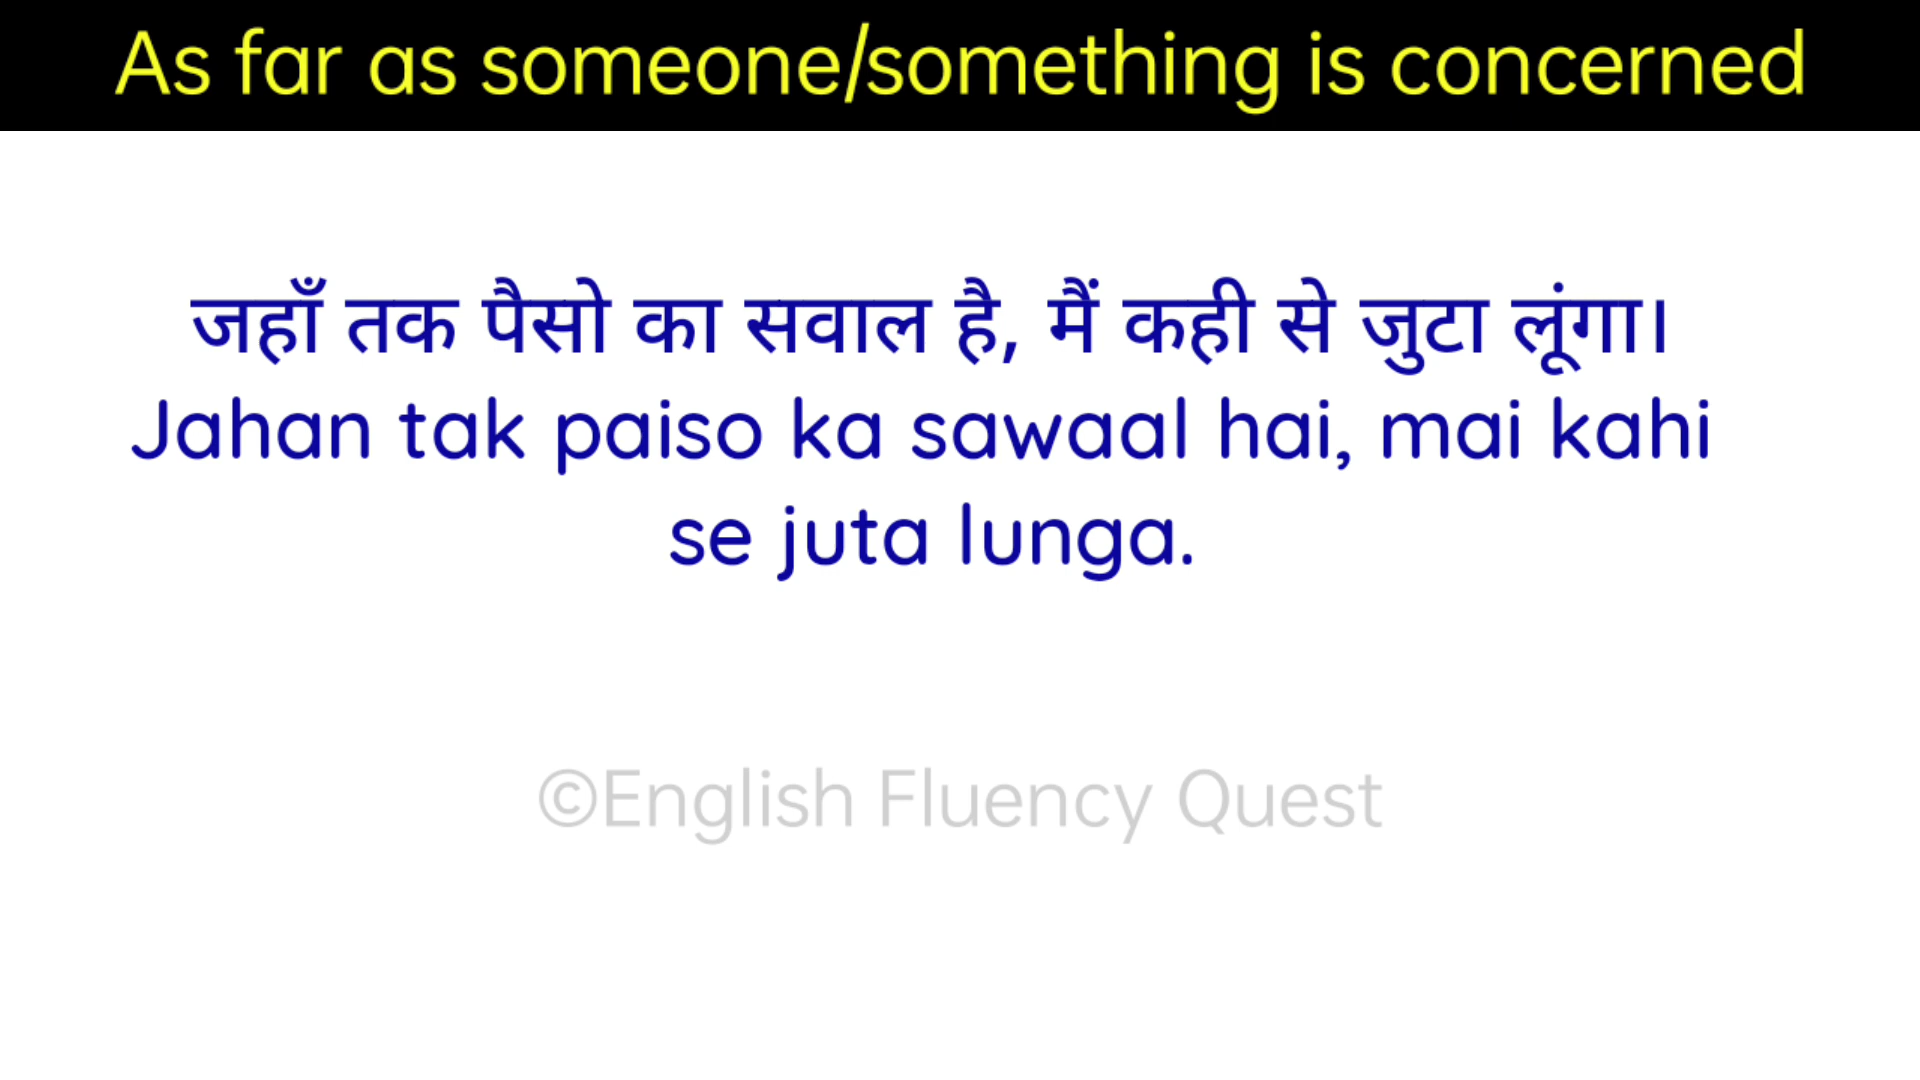 As far as someone/something is concerned
जहाँ तक पैसो का सवाल है, मैं कही से जुटा लूंगा।
Jahan tak paiso ka sawaal hai, mai kahi
se juta lunga.
©English Fluency Quest